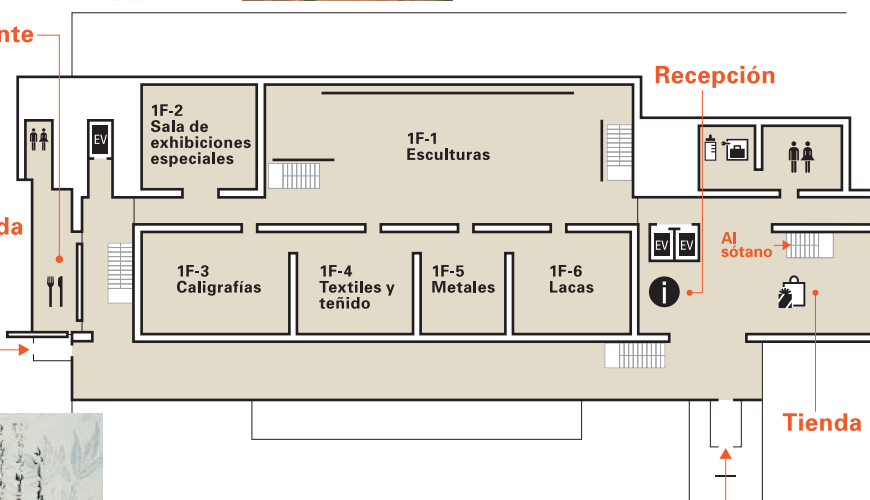 nte
Recepción
1F-2
Sala de
exhibiciones
especiales
EV
1F-1
Esculturas
da
1F-3
Caligrafías
1F-4
Textiles y
teñido
1F-5
Metales
1F-6
Lacas
EV EV
Al
sótano
i
Tienda